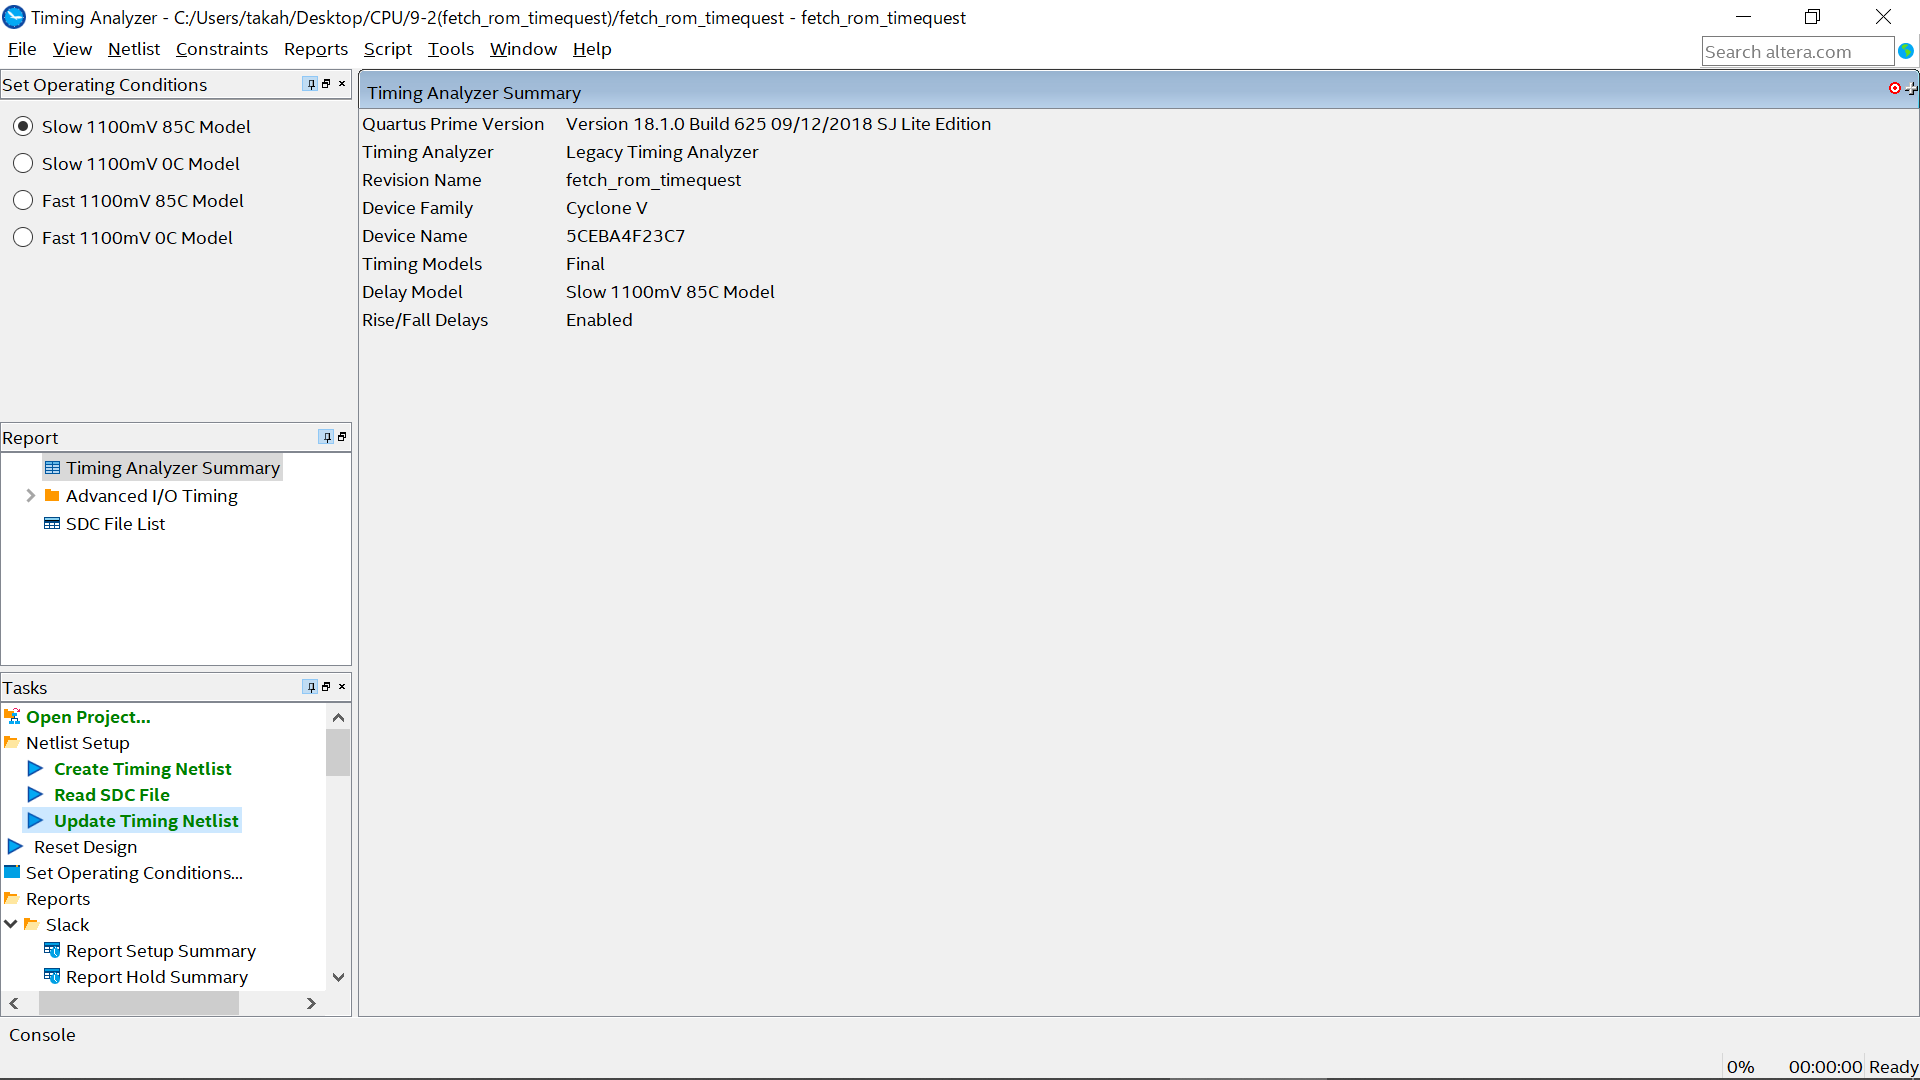 Timing Analyzer - C:/Users/takah/Desktop/CPU/9-2(fetch_rom_timequest)/fetch_rom_timequest - fetch_rom_timequest
File View Netlist Constraints Reports Script Tools Window Help
Search altera.com
Set Operating Conditions
Slow 1100mV 85C Model
Slow 1100mV 0C Model
Fast 1100mV 85C Model
Fast 1100mV 0C Model
Report
Timing Analyzer Summary
Advanced I/O Timing
SDC File List
Tasks
Open Project...
Netlist Setup
Create Timing Netlist
Read SDC File
Update Timing Netlist
Reset Design
Set Operating Conditions...
Reports
Slack
Report Setup Summary
Report Hold Summary
Timing Analyzer Summary
Quartus Prime Version Version 18.1.0 Build 625 09/12/2018 SJ Lite Edition
Timing Analyzer Legacy Timing Analyzer
Revision Name fetch_rom_timequest
Device Family Cyclone V
Device Name 5CEBA4F23C7
Timing Models Final
Delay Model Slow 1100mV 85C Model
Rise/Fall Delays Enabled
Console
0% 00:00:00 Ready